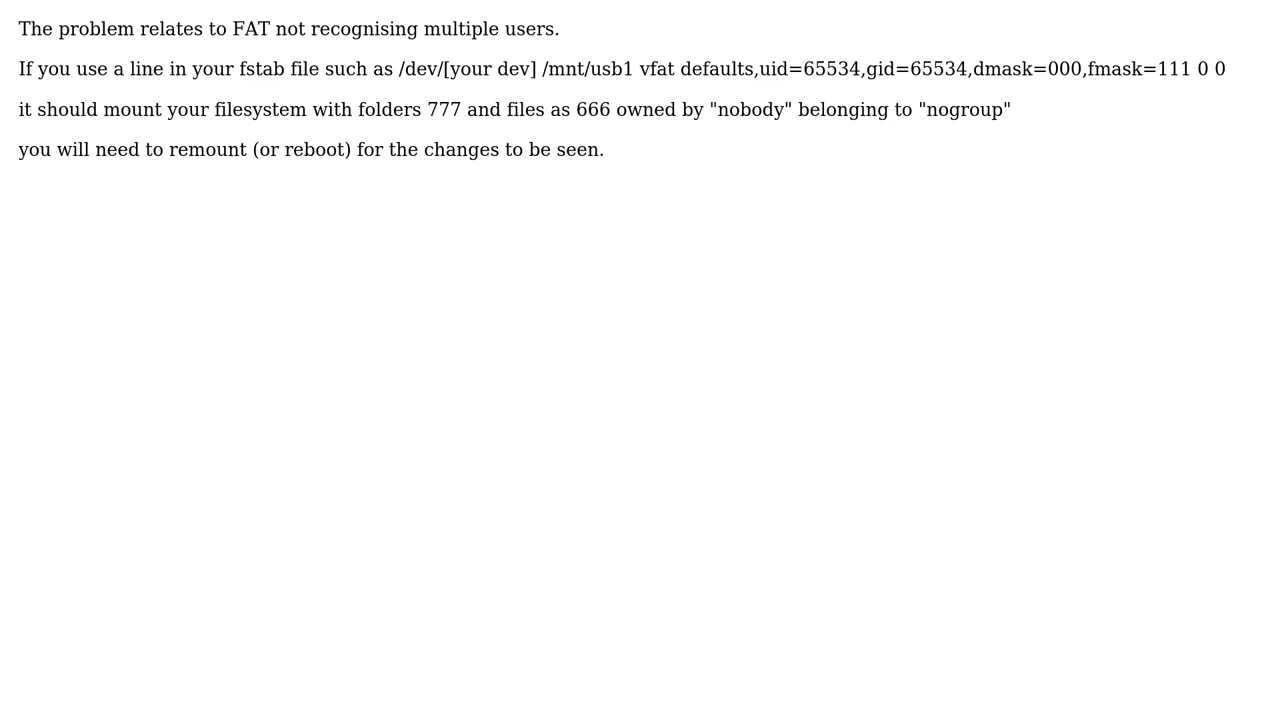 The problem relates to FAT not recognising multiple users.
If you use a line in your fstab file such as /dev/[your dev] /mnt/usb1 vfat defaults,uid=65534,gid=65534,dmask=000,fmask=111 0 0
it should mount your filesystem with folders 777 and files as 666 owned by "nobody" belonging to "nogroup"
you will need to remount (or reboot) for the changes to be seen.